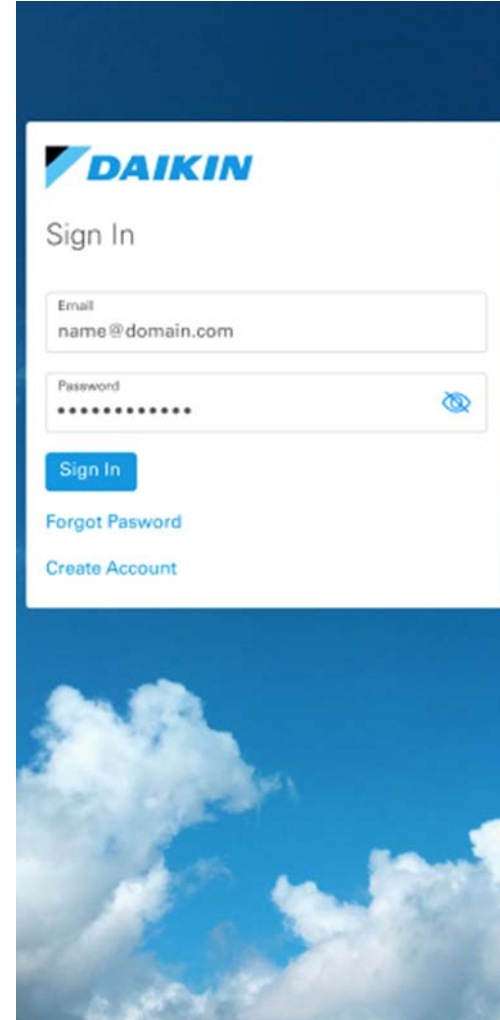 DAIKIN
Sign In
Email
name@domain.com
Password
••••••••••••
Sign In
Forgot Pasword
Create Account